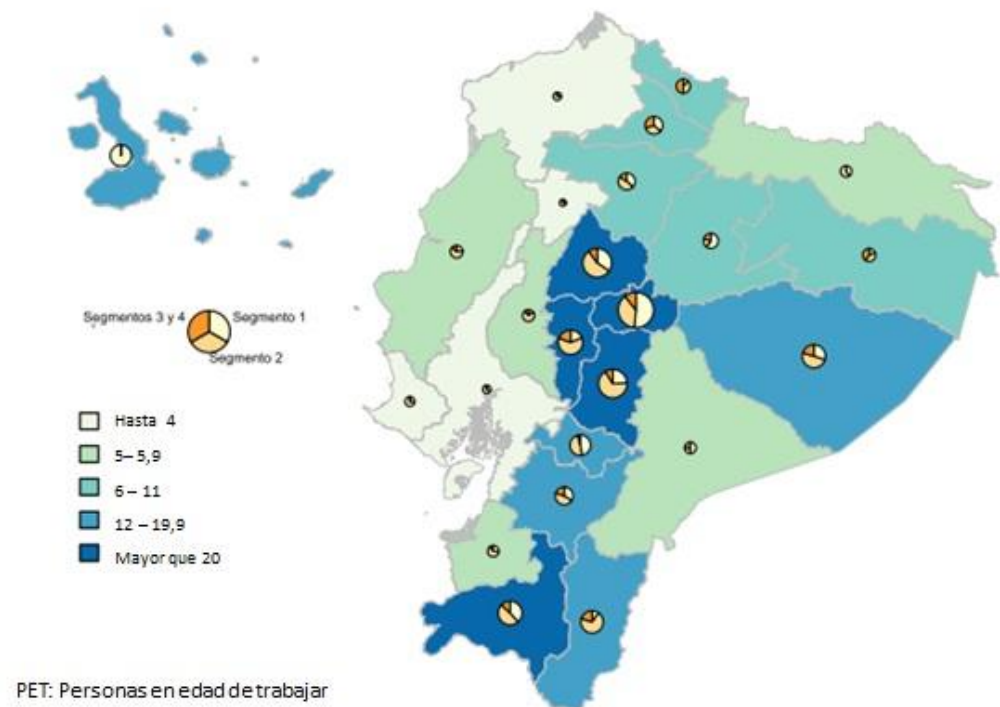 Segmentos 3 y 4
Segmento 1
Segmento 2
Hasta 4
5– 5,9
6 – 11
12 – 19,9
Mayor que 20
PET: Personas en edad de trabajar